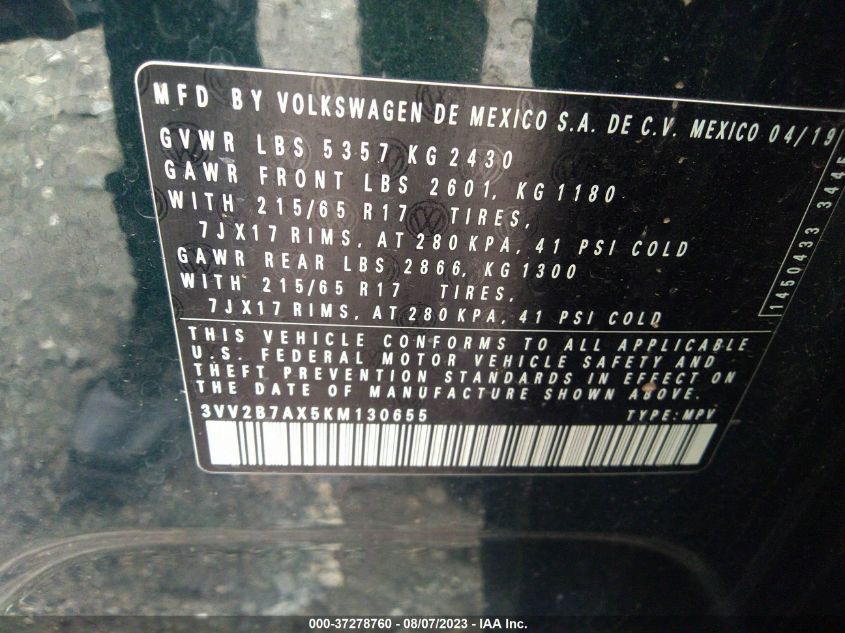 MFD BY VOLKSWAGEN DE MEXICO S.A. DE C.V. MEXICO 04/19
GVWR LBS 5357 KG 2430
GAWR FRONT LBS 2601, KG 1180
WITH 215/65 R17 TIRES,
7JX17 RIMS, AT 280 KPA, 41 PSI COLD
GAWR REAR LBS 2866, KG 1300
WITH 215/65 R17 TIRES,
7JX17 RIMS, AT 280 KPA, 41 PSI COLD
THIS VEHICLE CONFORMS TO ALL APPLICABLE
U.S. FEDERAL MOTOR VEHICLE SAFETY AND
THEFT PREVENTION STANDARDS IN EFFECT ON
THE DATE OF MANUFACTURE SHOWN ABOVE.
3VV2B7AX5KM130655 TYPE: MPV
1450433 3445
000-37278760 - 08/07/2023 - IAA Inc.